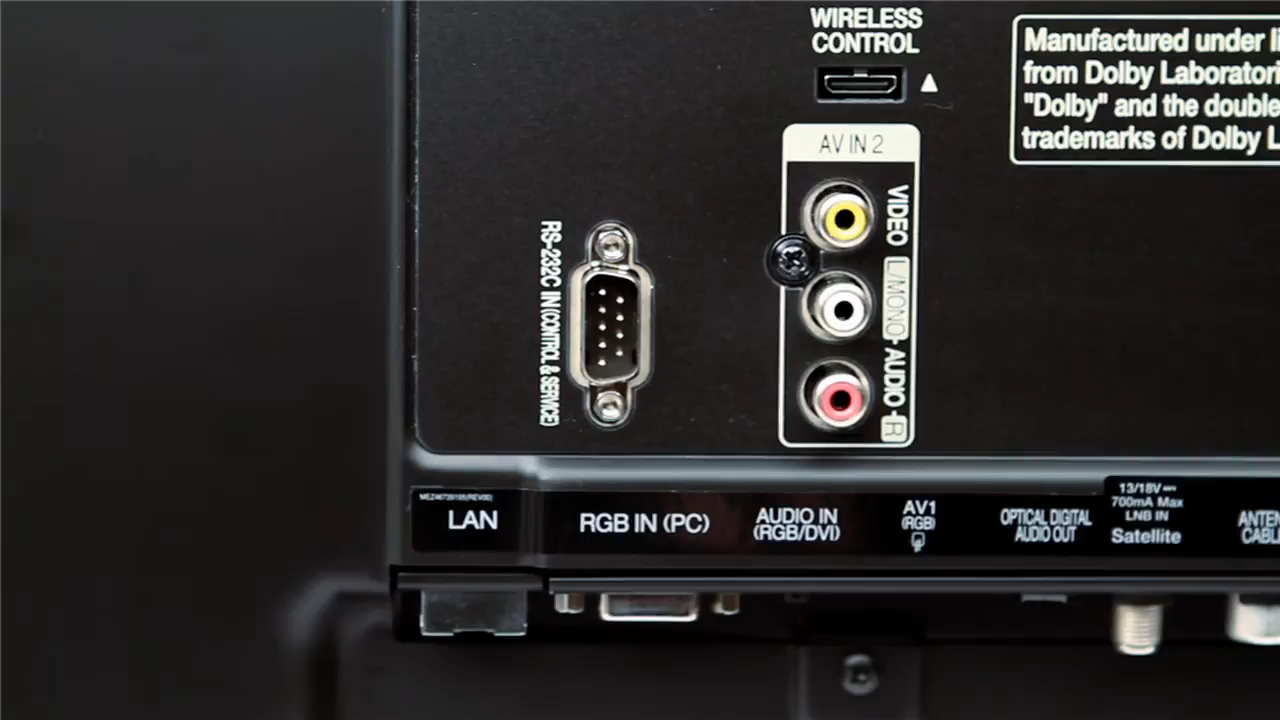 WIRELESS
CONTROL
Manufactured under li
from Dolby Laboratori
"Dolby" and the double
trademarks of Dolby L
AV IN 2
VIDEO
L/MONO-AUDIO-R
RS-232C IN(CONTROL & SERVICE)
LAN
RGB IN (PC)
AUDIO IN
(RGB/DVI)
AV1
(RGB)
OPTICAL DIGITAL
AUDIO OUT
13/18V
700mA Max
LNB IN
Satellite
ANTEN
CABL